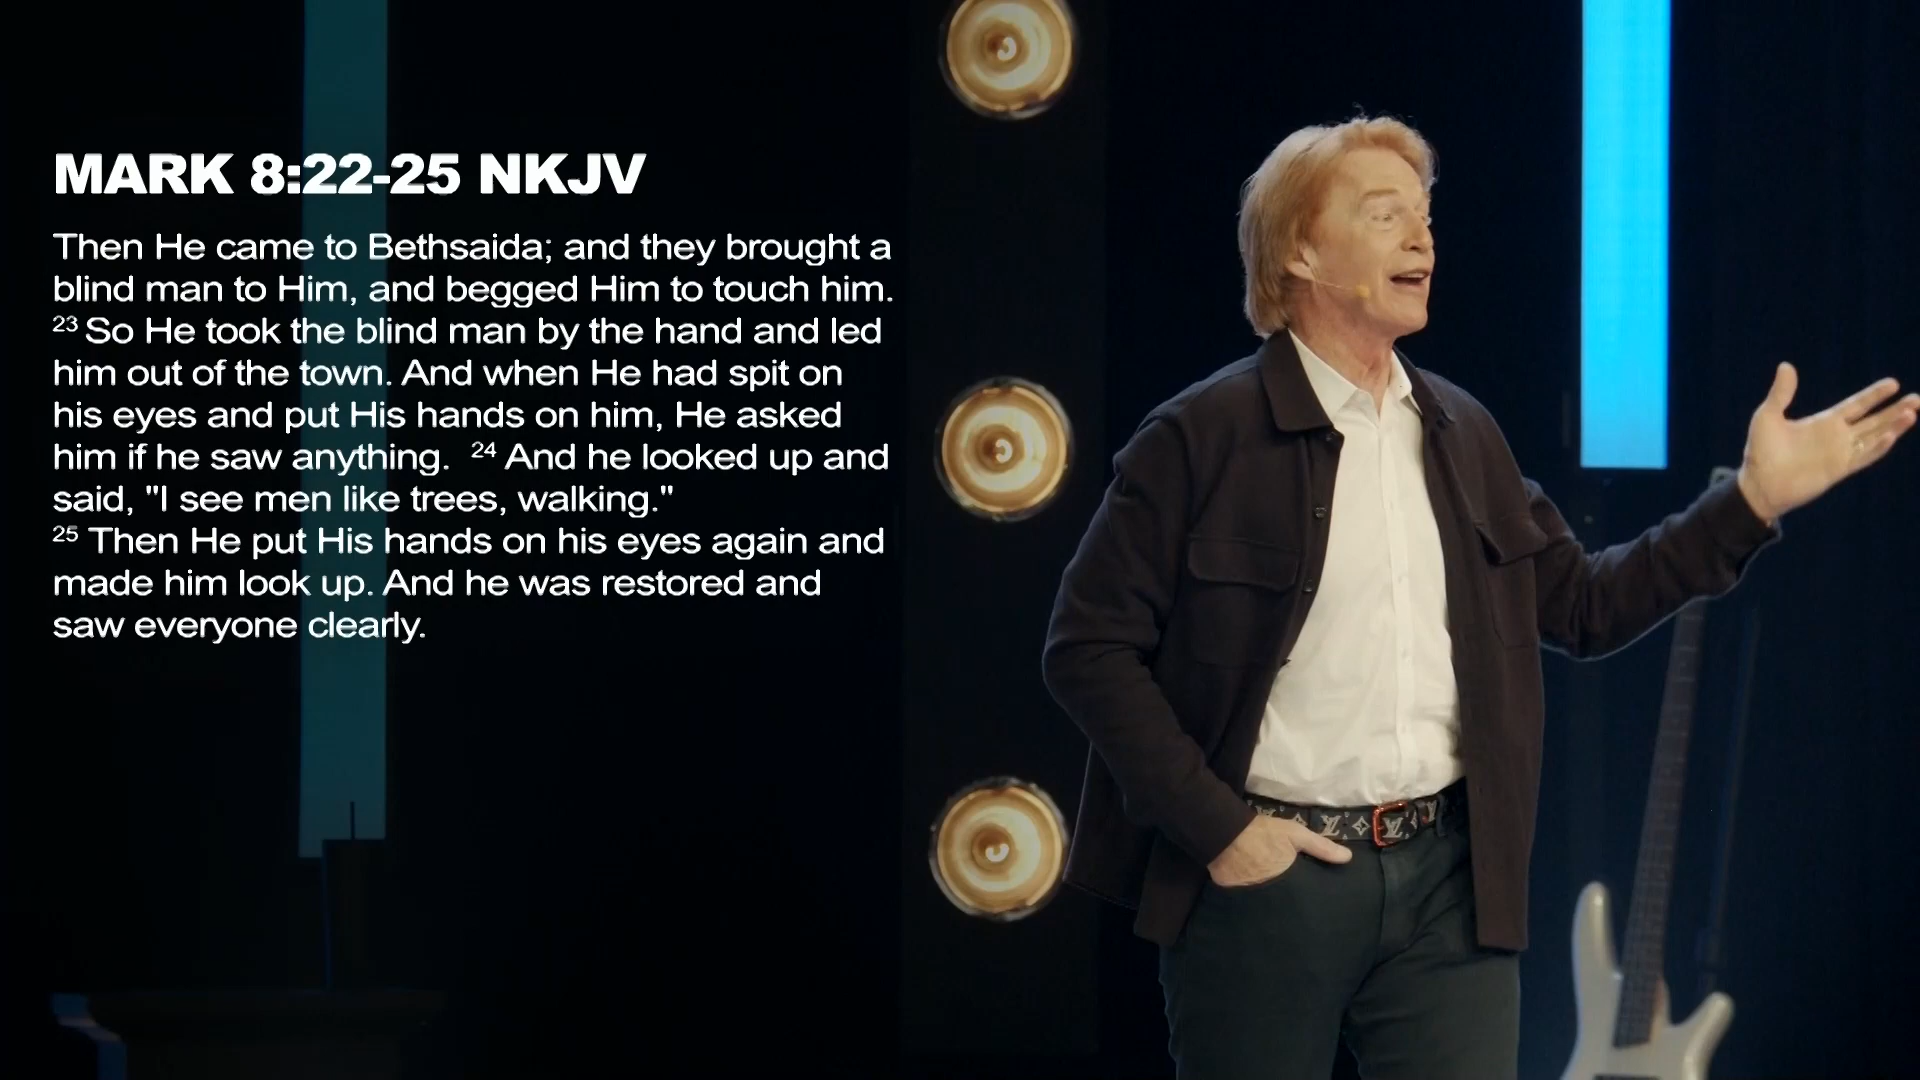 MARK 8:22-25 NKJV
Then He came to Bethsaida; and they brought a
blind man to Him, and begged Him to touch him.
23 So He took the blind man by the hand and led
him out of the town. And when He had spit on
his eyes and put His hands on him, He asked
him if he saw anything.  24 And he looked up and
said, "I see men like trees, walking."
25 Then He put His hands on his eyes again and
made him look up. And he was restored and
saw everyone clearly.